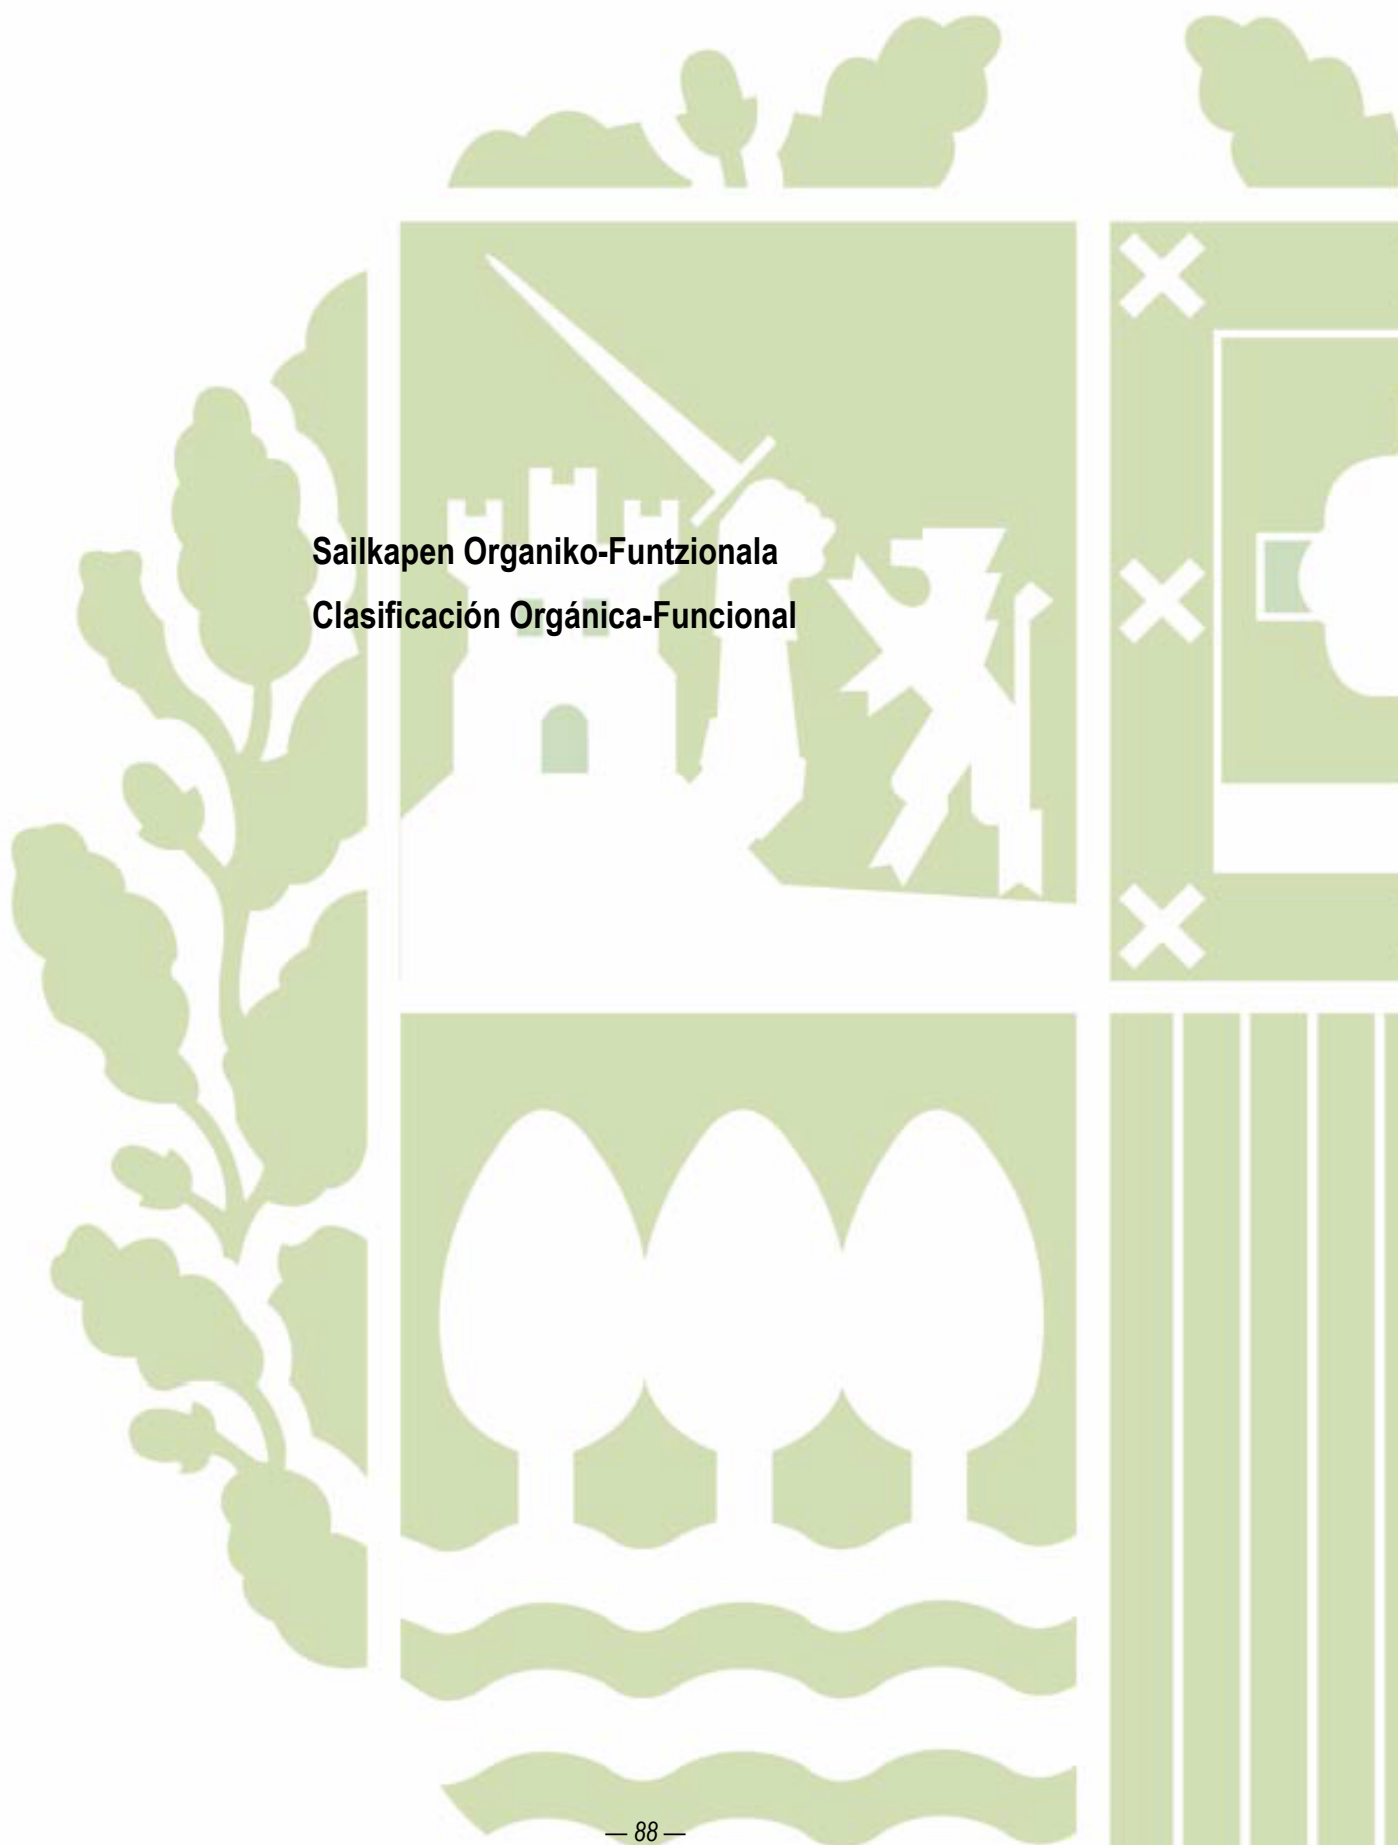 Sailkapen Organiko-Funtzionala
Clasificación Orgánica-Funcional
— 88 —